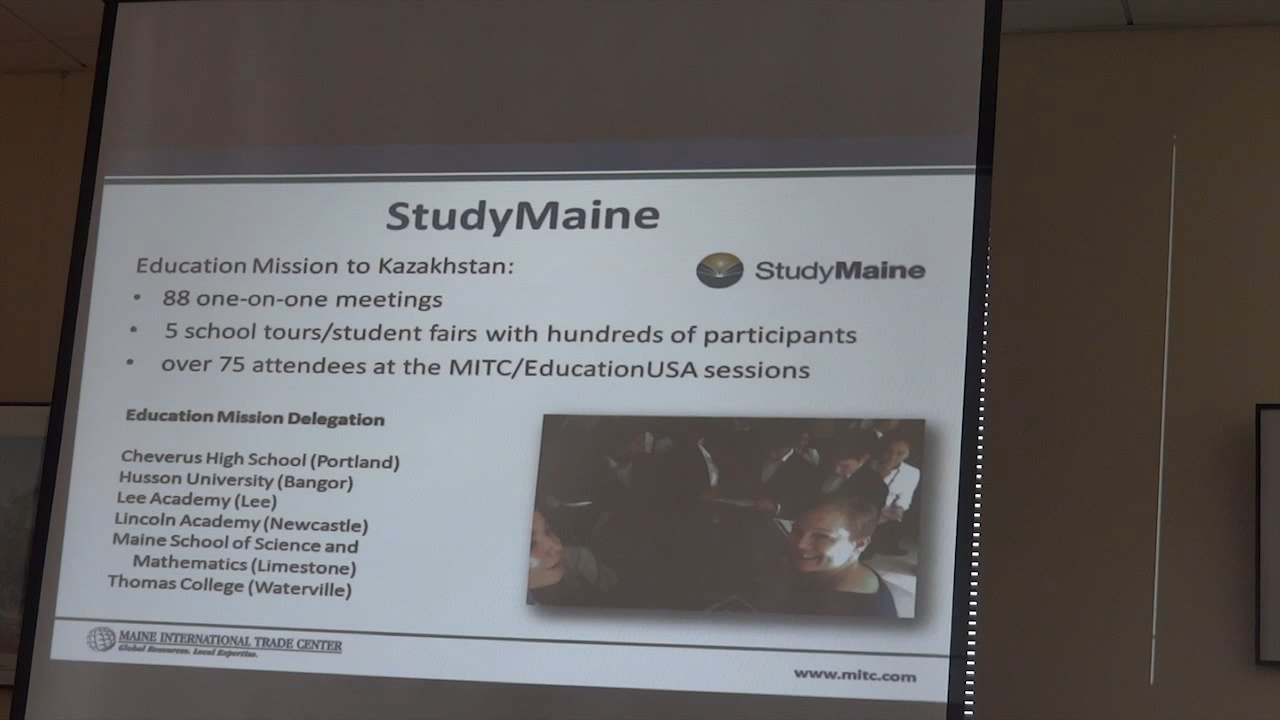 StudyMaine
Education Mission to Kazakhstan:
StudyMaine
• 88 one-on-one meetings
• 5 school tours/student fairs with hundreds of participants
• over 75 attendees at the MITC/EducationUSA sessions
Education Mission Delegation
Cheverus High School (Portland)
Husson University (Bangor)
Lee Academy (Lee)
Lincoln Academy (Newcastle)
Maine School of Science and
Mathematics (Limestone)
Thomas College (Waterville)
MAINE INTERNATIONAL TRADE CENTER
Global Resources. Local Expertise.
www.mitc.com